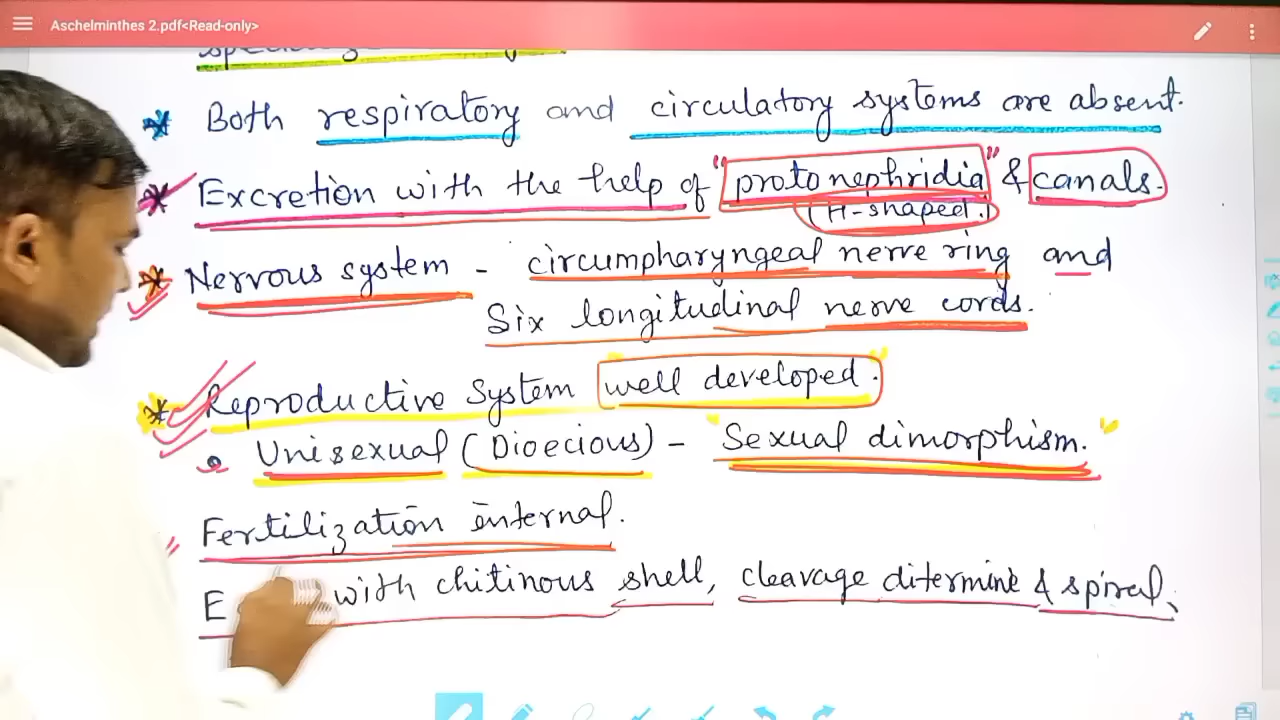 Aschelminthes 2.pdf<Read-only>
* Both respiratory and circulatory systems are absent.
* Excretion with the help of "protonephridia" & canals.
(H-shaped.)
* Nervous system - circumpharyngeal nerve ring and
Six longitudinal nerve cords.
* Reproductive System well developed.
• Unisexual (Dioecious) - "Sexual dimorphism."
Fertilization internal.
with chitinous shell, cleavage ditermine & spiral,